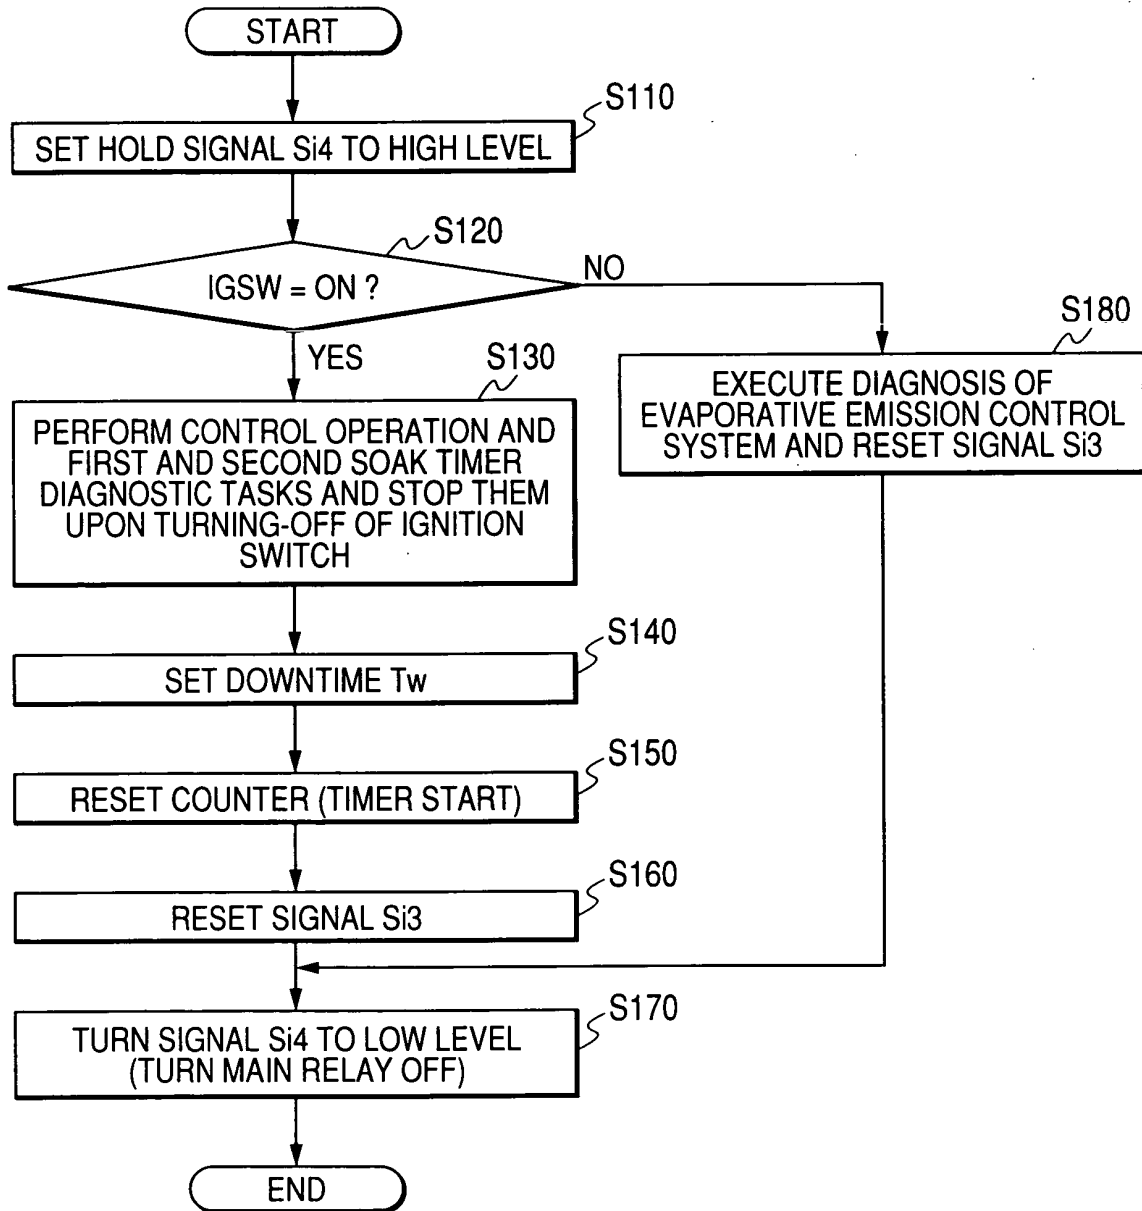 START
S110
SET HOLD SIGNAL Si4 TO HIGH LEVEL
S120
IGSW = ON ?
NO
YES
S130
PERFORM CONTROL OPERATION AND
FIRST AND SECOND SOAK TIMER
DIAGNOSTIC TASKS AND STOP THEM
UPON TURNING-OFF OF IGNITION
SWITCH
S180
EXECUTE DIAGNOSIS OF
EVAPORATIVE EMISSION CONTROL
SYSTEM AND RESET SIGNAL Si3
S140
SET DOWNTIME Tw
S150
RESET COUNTER (TIMER START)
S160
RESET SIGNAL Si3
S170
TURN SIGNAL Si4 TO LOW LEVEL
(TURN MAIN RELAY OFF)
END